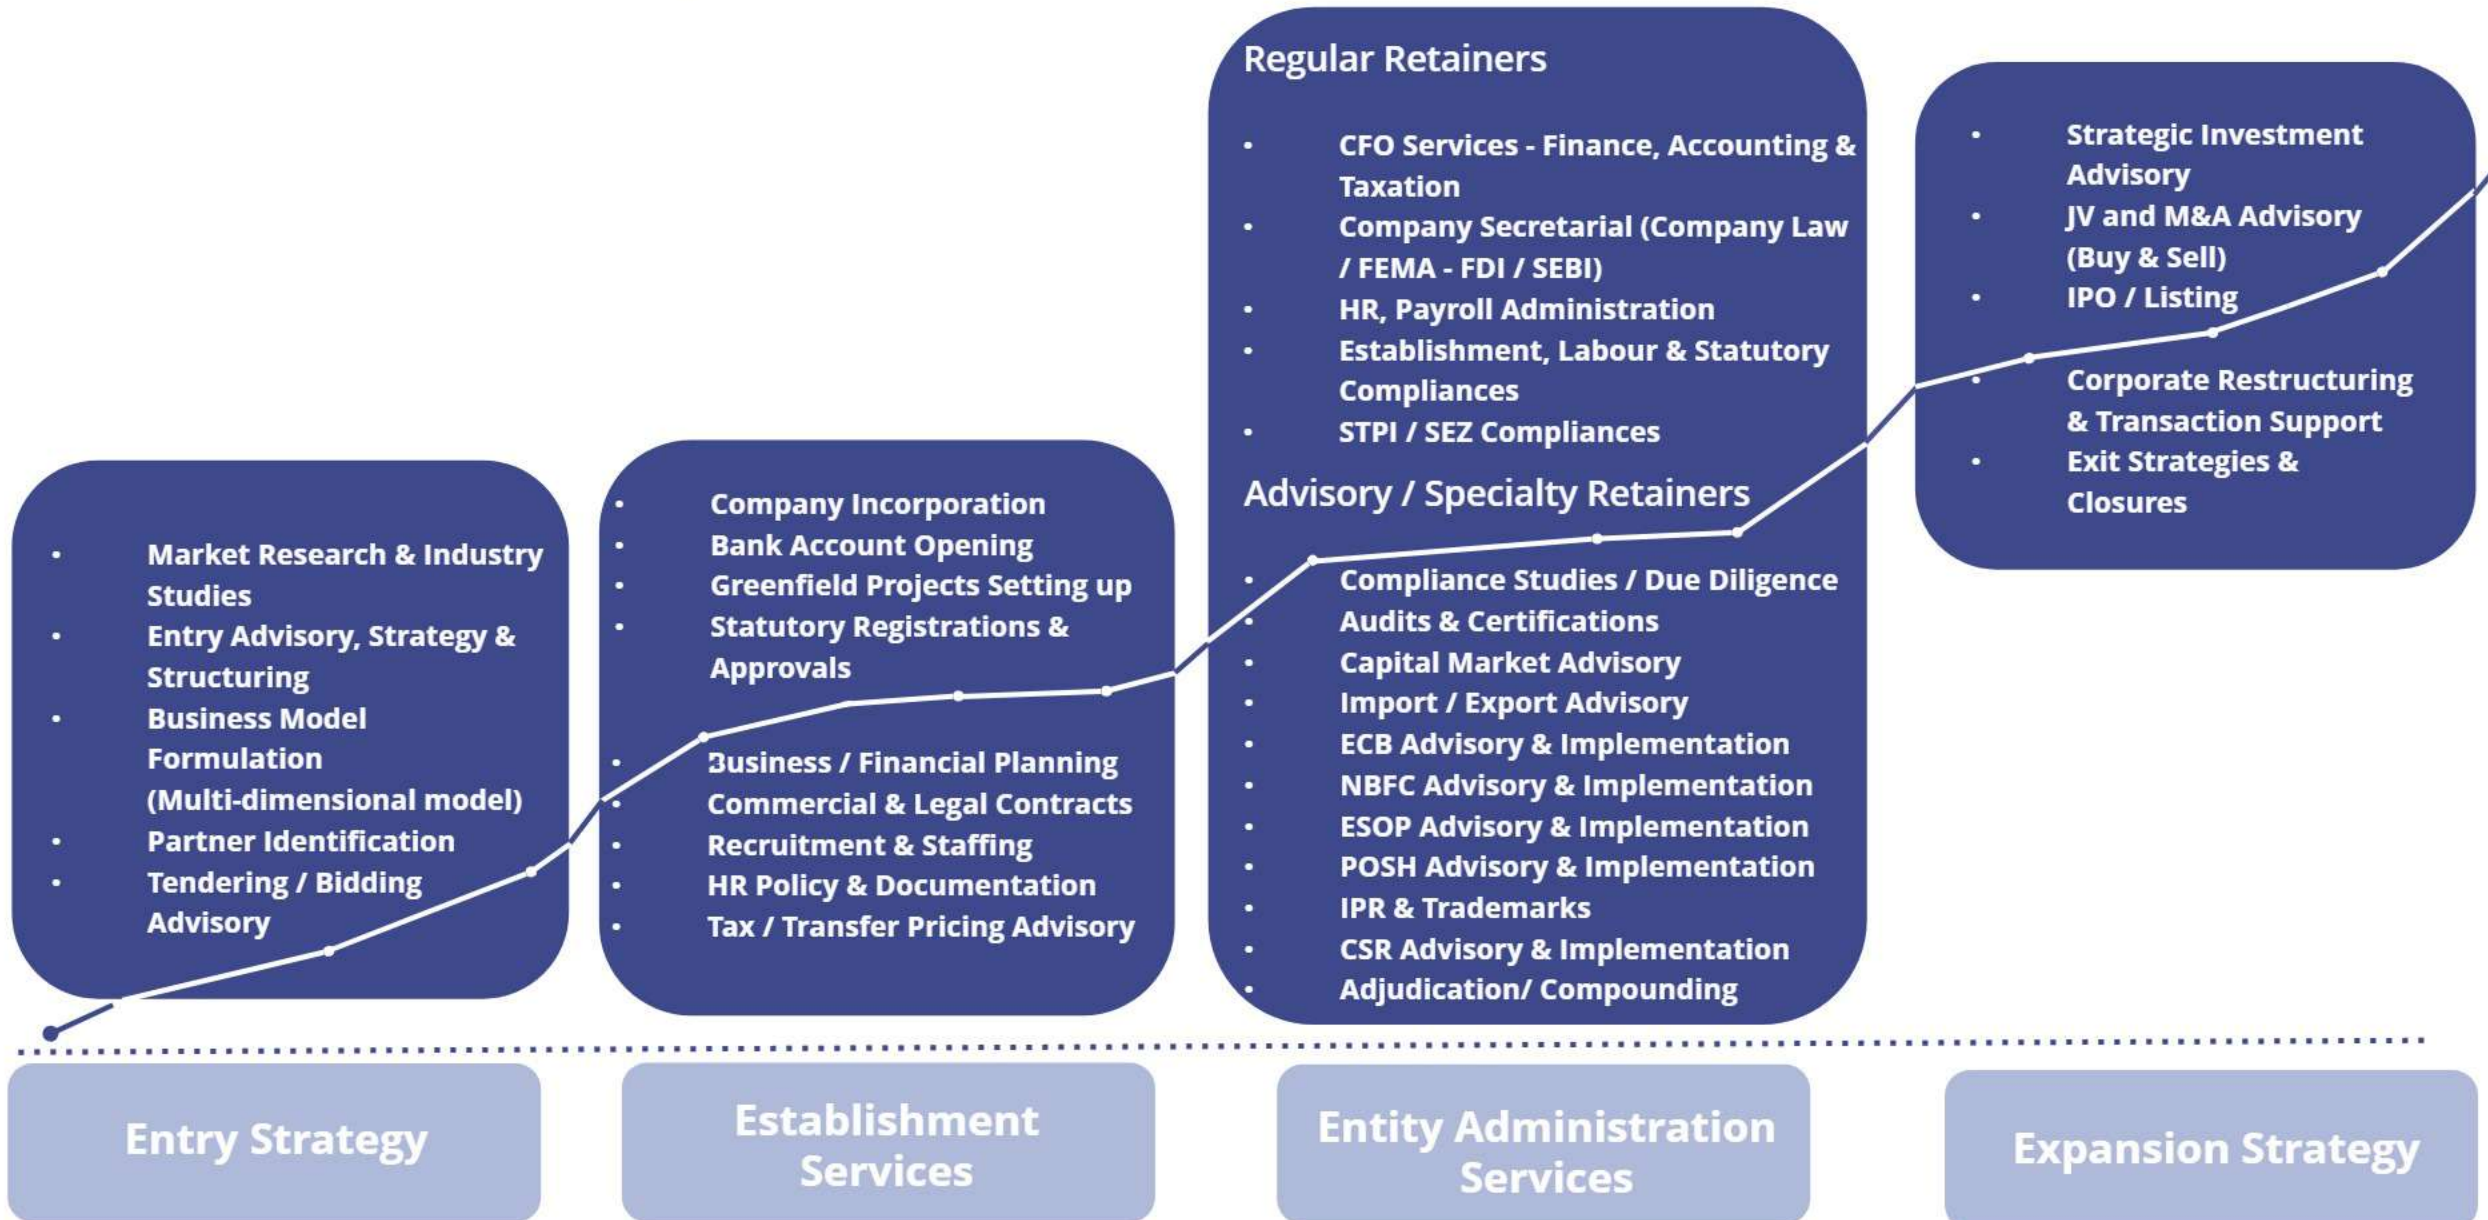 Market Research & Industry
Studies
Entry Advisory, Strategy &
Structuring
Business Model
Formulation
(Multi-dimensional model)
Partner Identification
Tendering / Bidding
Advisory
Company Incorporation
Bank Account Opening
Greenfield Projects Setting up
Statutory Registrations &
Approvals
Business / Financial Planning
Commercial & Legal Contracts
Recruitment & Staffing
HR Policy & Documentation
Tax / Transfer Pricing Advisory
Regular Retainers
CFO Services - Finance, Accounting &
Taxation
Company Secretarial (Company Law
/ FEMA - FDI / SEBI)
HR, Payroll Administration
Establishment, Labour & Statutory
Compliances
STPI / SEZ Compliances
Advisory / Specialty Retainers
Compliance Studies / Due Diligence
Audits & Certifications
Capital Market Advisory
Import / Export Advisory
ECB Advisory & Implementation
NBFC Advisory & Implementation
ESOP Advisory & Implementation
POSH Advisory & Implementation
IPR & Trademarks
CSR Advisory & Implementation
Adjudication/ Compounding
Strategic Investment
Advisory
JV and M&A Advisory
(Buy & Sell)
IPO / Listing
Corporate Restructuring
& Transaction Support
Exit Strategies &
Closures
Entry Strategy
Establishment
Services
Entity Administration
Services
Expansion Strategy